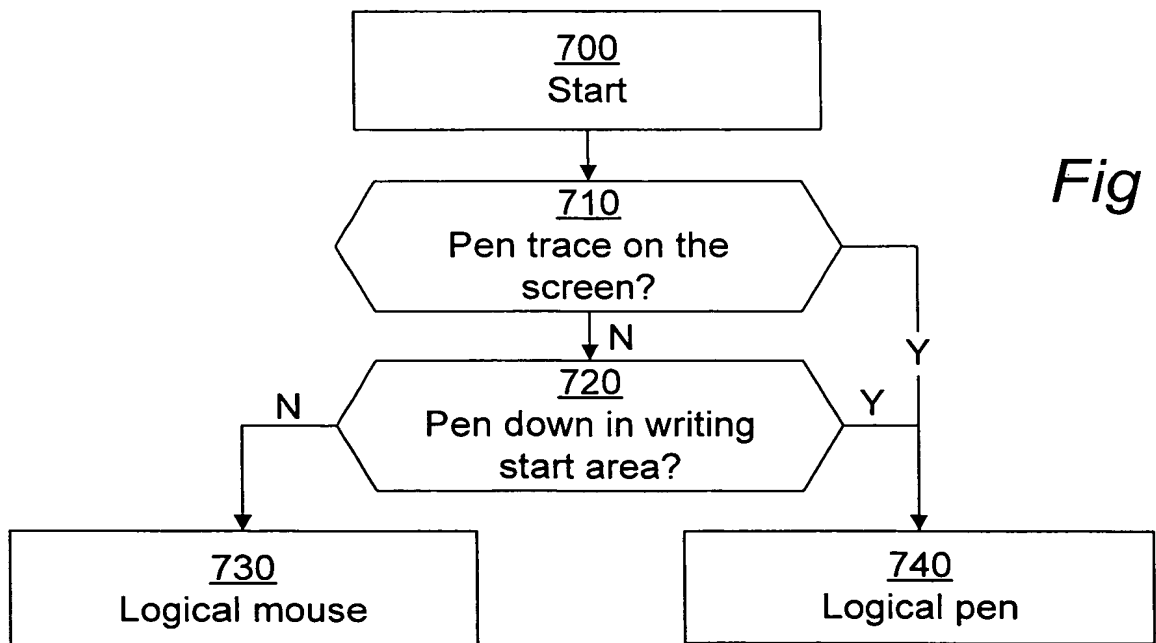 700
Start
Fig
710
Pen trace on the
screen?
N
Y
720
N
Y
Pen down in writing
start area?
730
Logical mouse
740
Logical pen